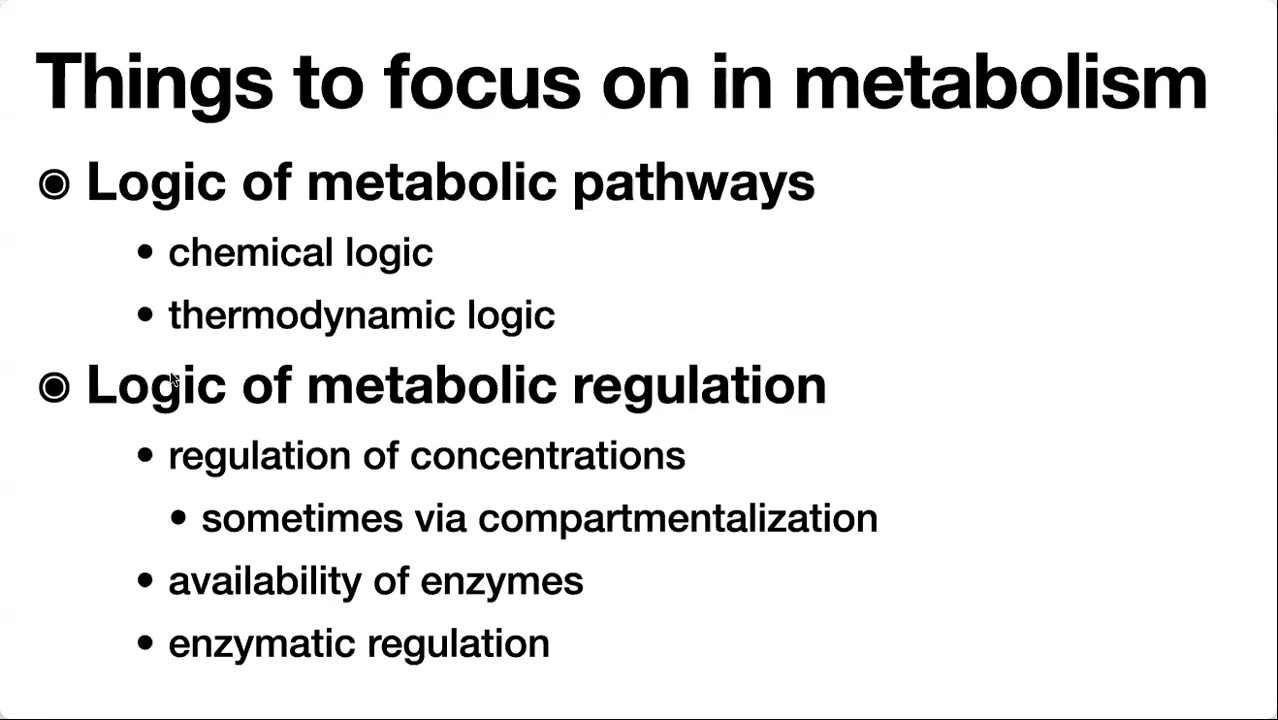 Things to focus on in metabolism
◉ Logic of metabolic pathways
• chemical logic
• thermodynamic logic
◉ Logic of metabolic regulation
• regulation of concentrations
• sometimes via compartmentalization
• availability of enzymes
• enzymatic regulation